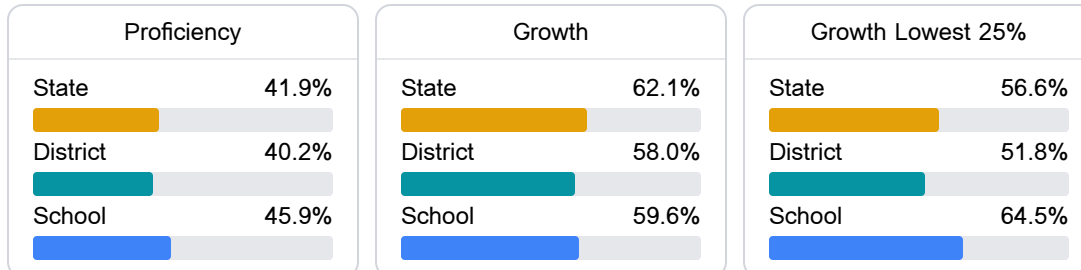 Proficiency
State 41.9%
District 40.2%
School 45.9%
Growth
State 62.1%
District 58.0%
School 59.6%
Growth Lowest 25%
State 56.6%
District 51.8%
School 64.5%